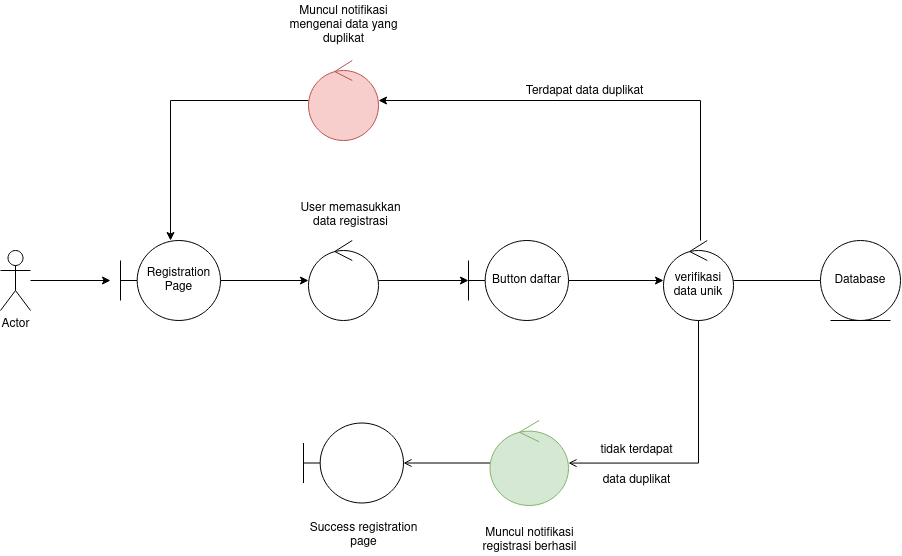 Muncul notifikasi
mengenai data yang
duplikat
Terdapat data duplikat
User memasukkan
data registrasi
Registration
Page
Button daftar
verifikasi
data unik
Database
Actor
tidak terdapat
data duplikat
Success registration
page
Muncul notifikasi
registrasi berhasil